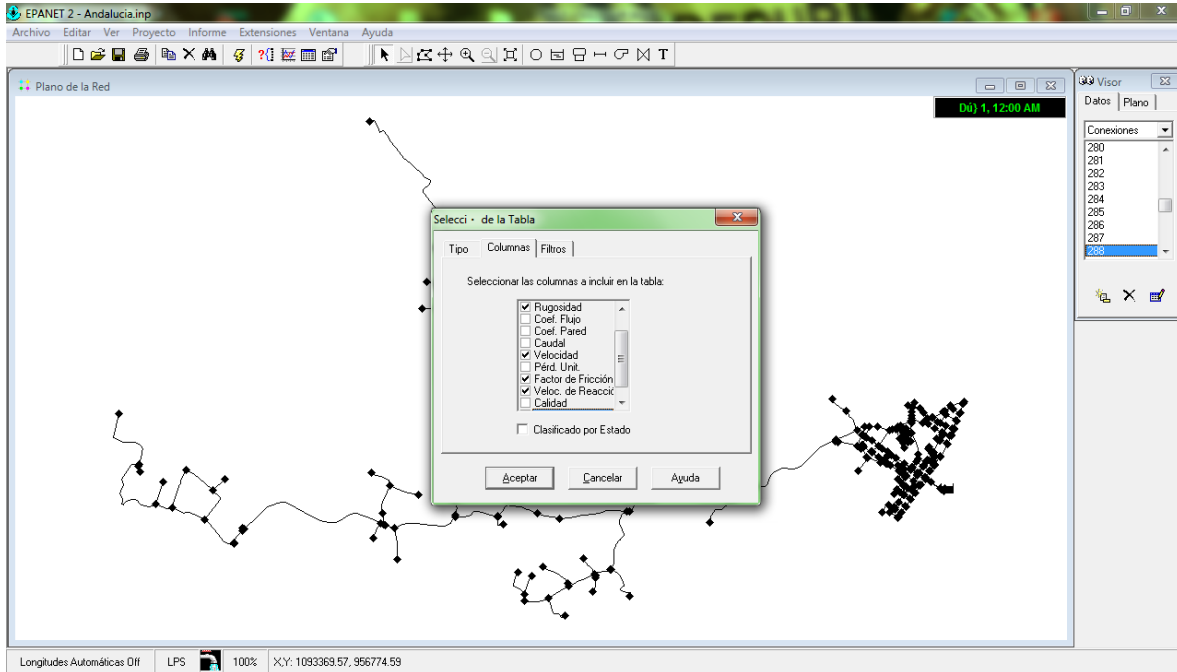 EPANET 2 - Andalucia.inp
Archivo Editar Ver Proyecto Informe Extensiones Ventana Ayuda
T
Plano de la Red
Dú} 1, 12:00 AM
Visor
Datos Plano
Conexiones
280
281
282
283
284
285
286
287
288
Selecci · de la Tabla
Tipo Columnas Filtros
Seleccionar las columnas a incluir en la tabla:
Rugosidad
Coef. Flujo
Coef. Pared
Caudal
Velocidad
Pérd. Unit.
Factor de Fricción
Veloc. de Reacció
Calidad
Clasificado por Estado
Aceptar Cancelar Ayuda
Longitudes Automáticas Off LPS 100% X,Y: 1093369.57, 956774.59